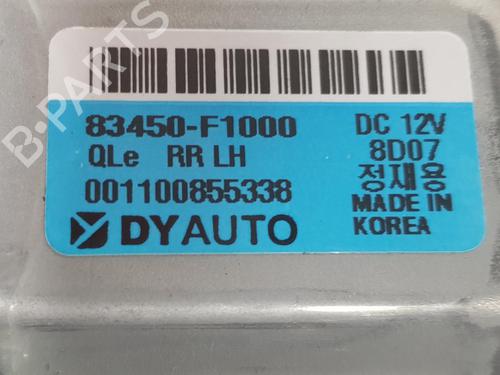 83450-F1000 DC 12V
QLe RR LH 8D07
001100855338 정재용
DYAUTO MADE IN
KOREA
B-PARTS